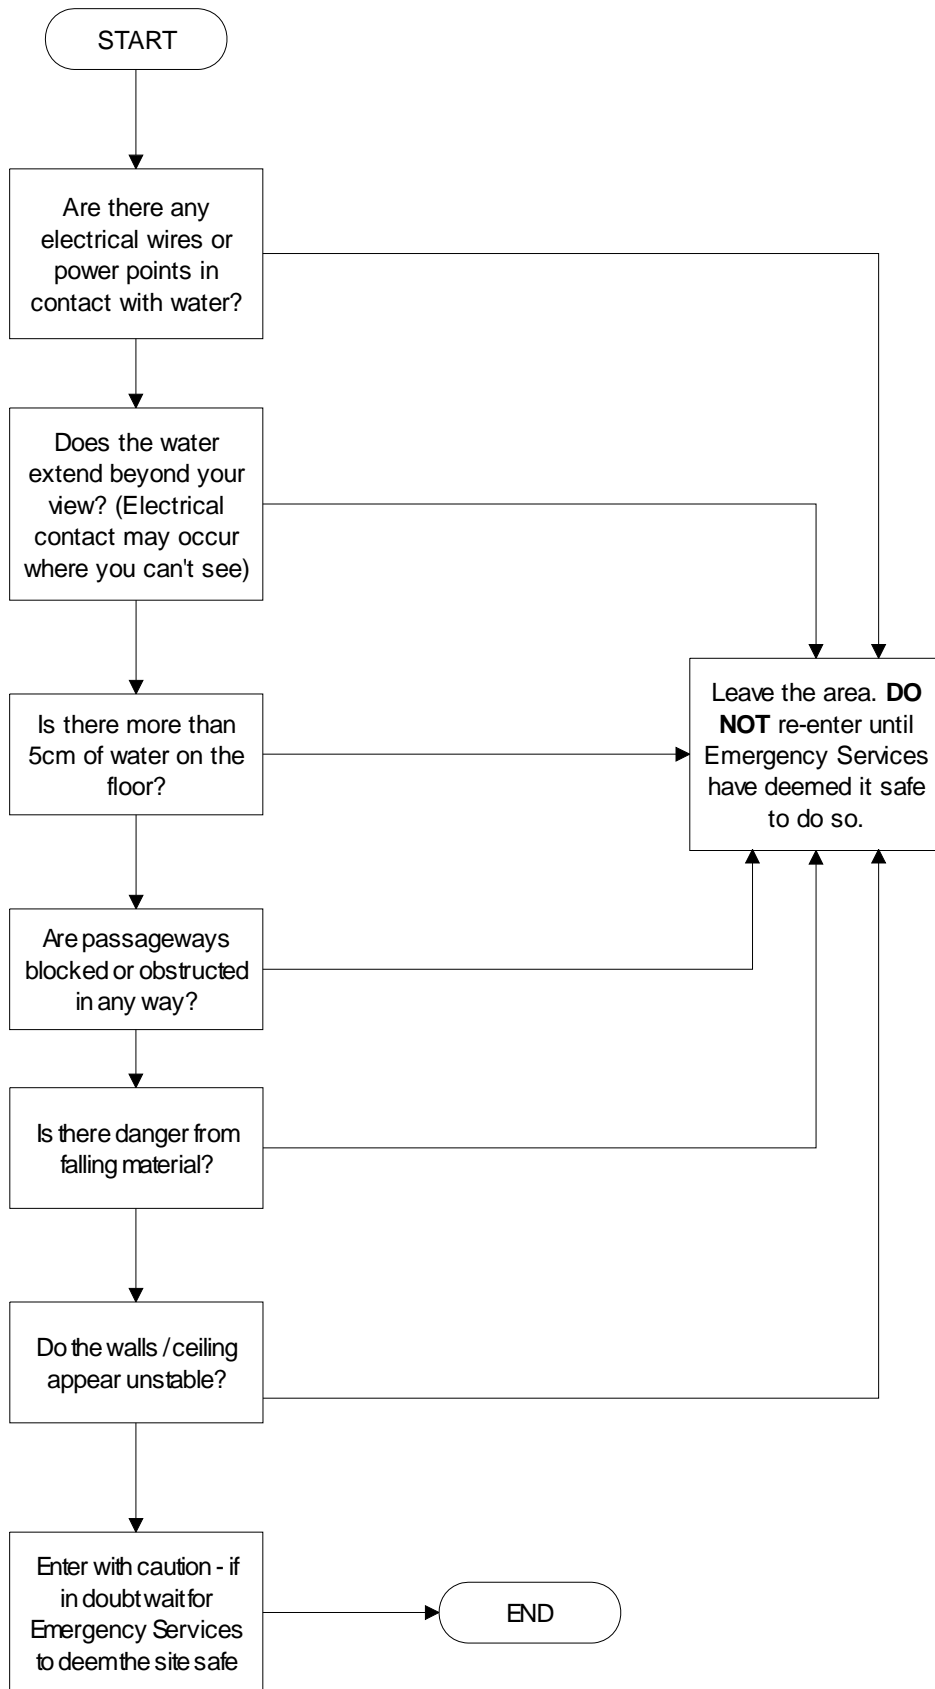 START
Are there any
electrical wires or
power points in
contact with water?
Does the water
extend beyond your
view? (Electrical
contact may occur
where you can't see)
Is there more than
5cm of water on the
floor?
Leave the area. DO
NOT re-enter until
Emergency Services
have deemed it safe
to do so.
Are passageways
blocked or obstructed
in any way?
Is there danger from
falling material?
Do the walls / ceiling
appear unstable?
Enter with caution - if
in doubt wait for
Emergency Services
to deem the site safe
END